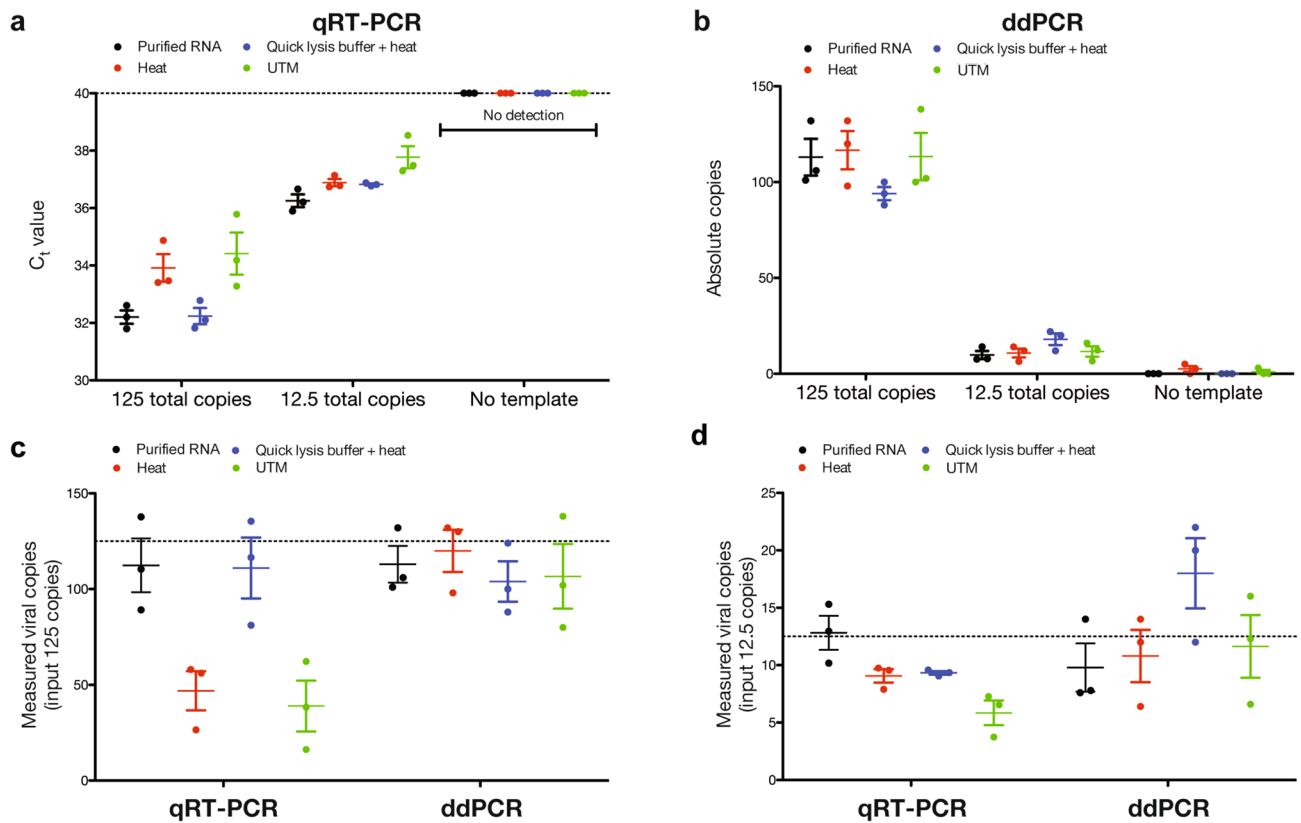 a
qRT-PCR
Purified RNA
Quick lysis buffer + heat
Heat
UTM
40
38
36
34
32
30
Ct value
No detection
125 total copies
12.5 total copies
No template
b
ddPCR
Purified RNA
Quick lysis buffer + heat
Heat
UTM
150
100
50
0
Absolute copies
125 total copies
12.5 total copies
No template
c
Purified RNA
Quick lysis buffer + heat
Heat
UTM
150
100
50
0
Measured viral copies
(input 125 copies)
qRT-PCR
ddPCR
d
Purified RNA
Quick lysis buffer + heat
Heat
UTM
25
20
15
10
5
0
Measured viral copies
(input 12.5 copies)
qRT-PCR
ddPCR